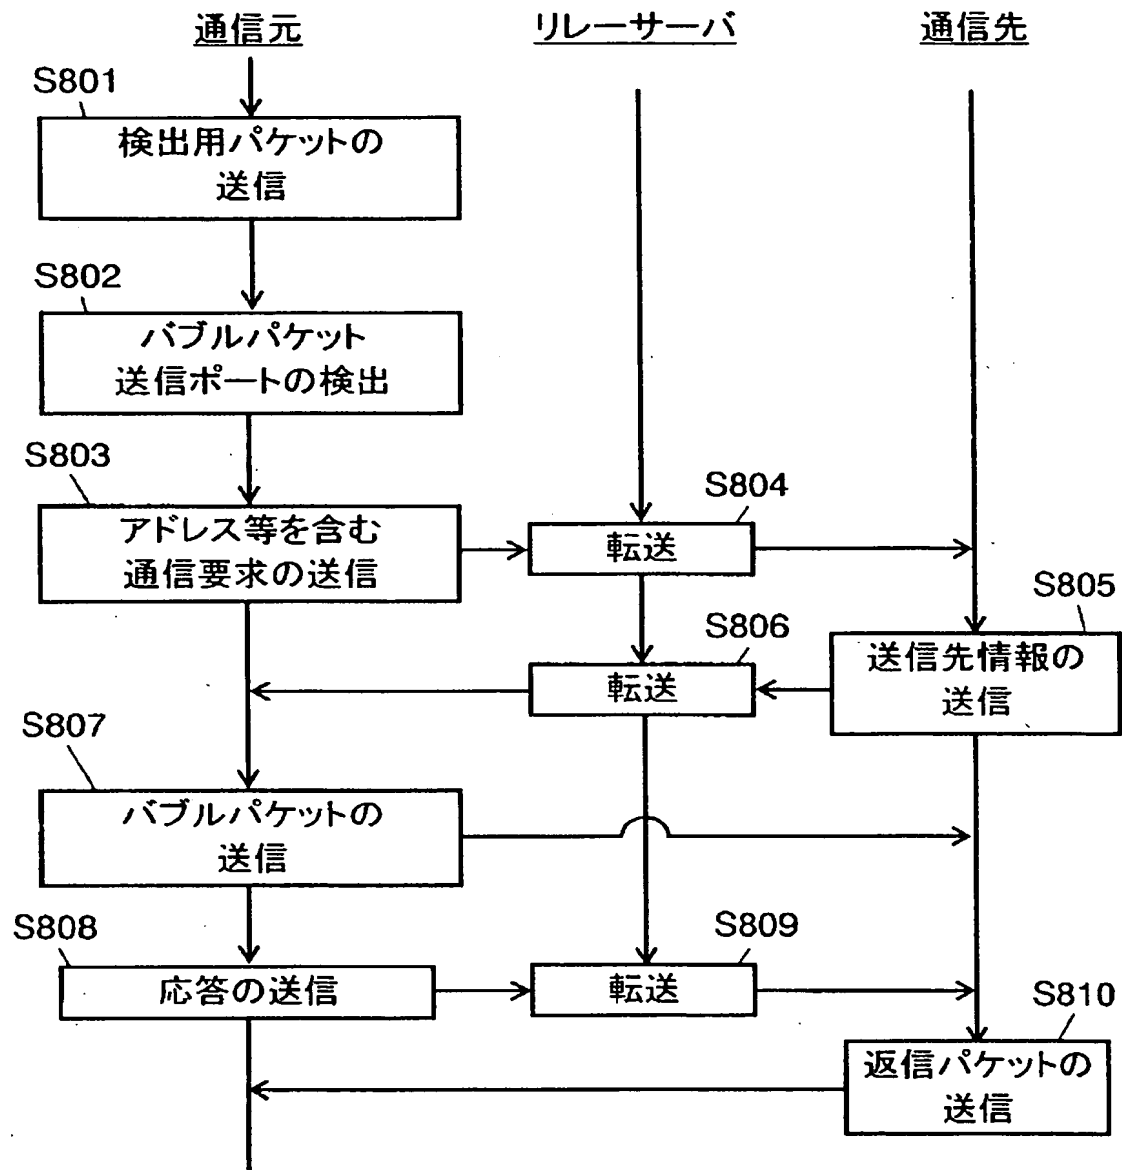 通信元
リレーサーバ
通信先
S801
検出用パケットの
送信
S802
バブルパケット
送信ポートの検出
S803
アドレス等を含む
通信要求の送信
S804
転送
S805
送信先情報の
送信
S806
転送
S807
バブルパケットの
送信
S808
応答の送信
S809
転送
S810
返信パケットの
送信